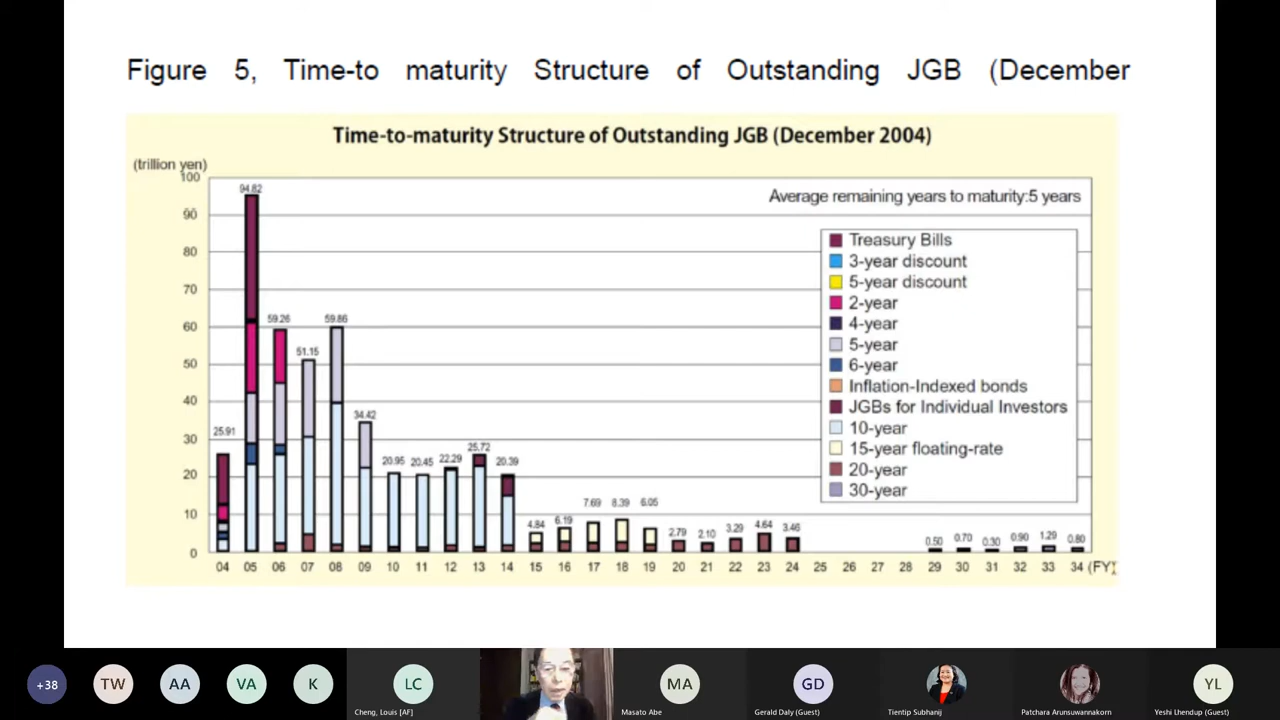 Figure 5, Time-to maturity Structure of Outstanding JGB (December
Time-to-maturity Structure of Outstanding JGB (December 2004)
(trillion yen)
Average remaining years to maturity:5 years
100
90
80
70
60
50
40
30
20
10
0
25.91
94.82
59.26
51.15
59.86
34.42
20.95
20.45
22.29
25.72
20.39
4.84
6.19
7.69
8.39
6.05
2.79
2.10
3.29
4.64
3.46
0.50
0.70
0.30
0.90
1.29
0.80
Treasury Bills
3-year discount
5-year discount
2-year
4-year
5-year
6-year
Inflation-Indexed bonds
JGBs for Individual Investors
10-year
15-year floating-rate
20-year
30-year
04 05 06 07 08 09 10 11 12 13 14 15 16 17 18 19 20 21 22 23 24 25 26 27 28 29 30 31 32 33 34 (FY)
+38 TW AA VA K LC MA GD YL
Cheng, Louis [AF] Masato Abe Gerald Daly (Guest) Tientip Subhanij Patchara Arunsuwannakorn Yeshi Lhendup (Guest)